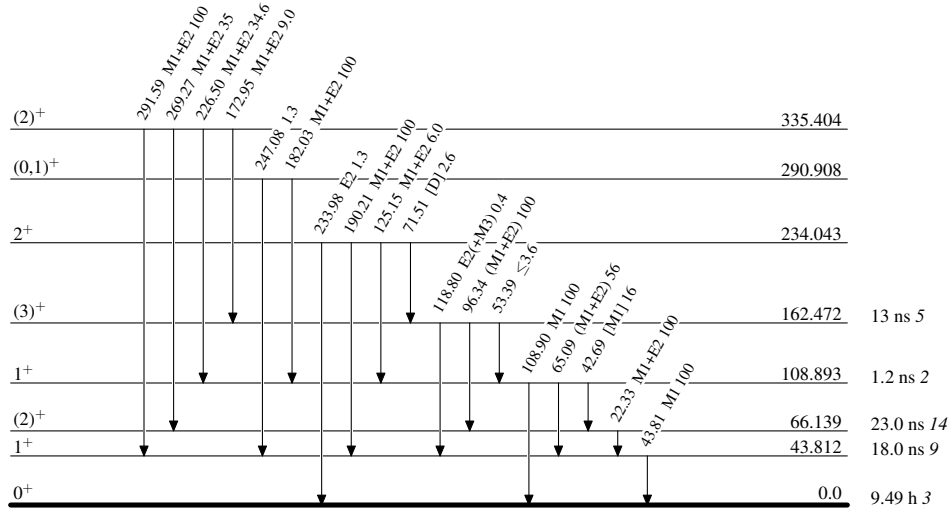 291.59 M1+E2 100
269.27 M1+E2 35
226.50 M1+E2 34.6
172.95 M1+E2 9.0
(2)+ 335.404
247.08 1.3
182.03 M1+E2 100
(0,1)+ 290.908
233.98 E2 1.3
190.21 M1+E2 100
125.15 M1+E2 6.0
71.51 [D] 2.6
2+ 234.043
118.80 E2(+M3) 0.4
96.34 (M1+E2) 100
53.39 ≤3.6
(3)+ 162.472 13 ns 5
108.90 M1 100
65.09 (M1+E2) 56
42.69 [M1] 16
1+ 108.893 1.2 ns 2
22.33 M1+E2 100
(2)+ 66.139 23.0 ns 14
43.81 M1 100
1+ 43.812 18.0 ns 9
0+ 0.0 9.49 h 3